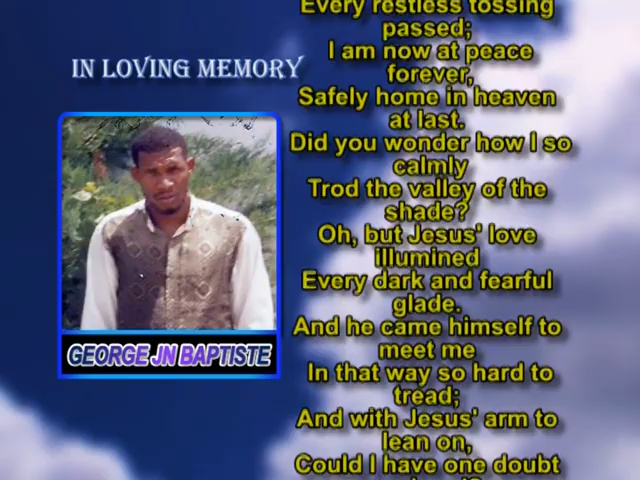 IN LOVING MEMORY
GEORGE JN BAPTISTE
Every restless tossing
passed;
I am now at peace
forever,
Safely home in heaven
at last.
Did you wonder how I so
calmly
Trod the valley of the
shade?
Oh, but Jesus' love
illumined
Every dark and fearful
glade.
And he came himself to
meet me
In that way so hard to
tread;
And with Jesus' arm to
lean on,
Could I have one doubt